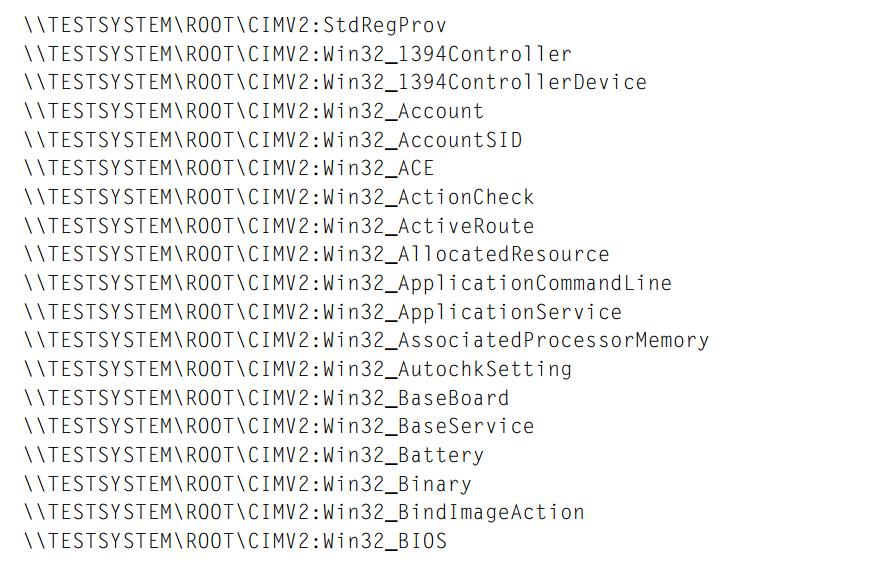 \\TESTSYSTEM\ROOT\CIMV2:StdRegProv
\\TESTSYSTEM\ROOT\CIMV2:Win32_1394Controller
\\TESTSYSTEM\ROOT\CIMV2:Win32_1394ControllerDevice
\\TESTSYSTEM\ROOT\CIMV2:Win32_Account
\\TESTSYSTEM\ROOT\CIMV2:Win32_AccountSID
\\TESTSYSTEM\ROOT\CIMV2:Win32_ACE
\\TESTSYSTEM\ROOT\CIMV2:Win32_ActionCheck
\\TESTSYSTEM\ROOT\CIMV2:Win32_ActiveRoute
\\TESTSYSTEM\ROOT\CIMV2:Win32_AllocatedResource
\\TESTSYSTEM\ROOT\CIMV2:Win32_ApplicationCommandLine
\\TESTSYSTEM\ROOT\CIMV2:Win32_ApplicationService
\\TESTSYSTEM\ROOT\CIMV2:Win32_AssociatedProcessorMemory
\\TESTSYSTEM\ROOT\CIMV2:Win32_AutochkSetting
\\TESTSYSTEM\ROOT\CIMV2:Win32_BaseBoard
\\TESTSYSTEM\ROOT\CIMV2:Win32_BaseService
\\TESTSYSTEM\ROOT\CIMV2:Win32_Battery
\\TESTSYSTEM\ROOT\CIMV2:Win32_Binary
\\TESTSYSTEM\ROOT\CIMV2:Win32_BindImageAction
\\TESTSYSTEM\ROOT\CIMV2:Win32_BIOS